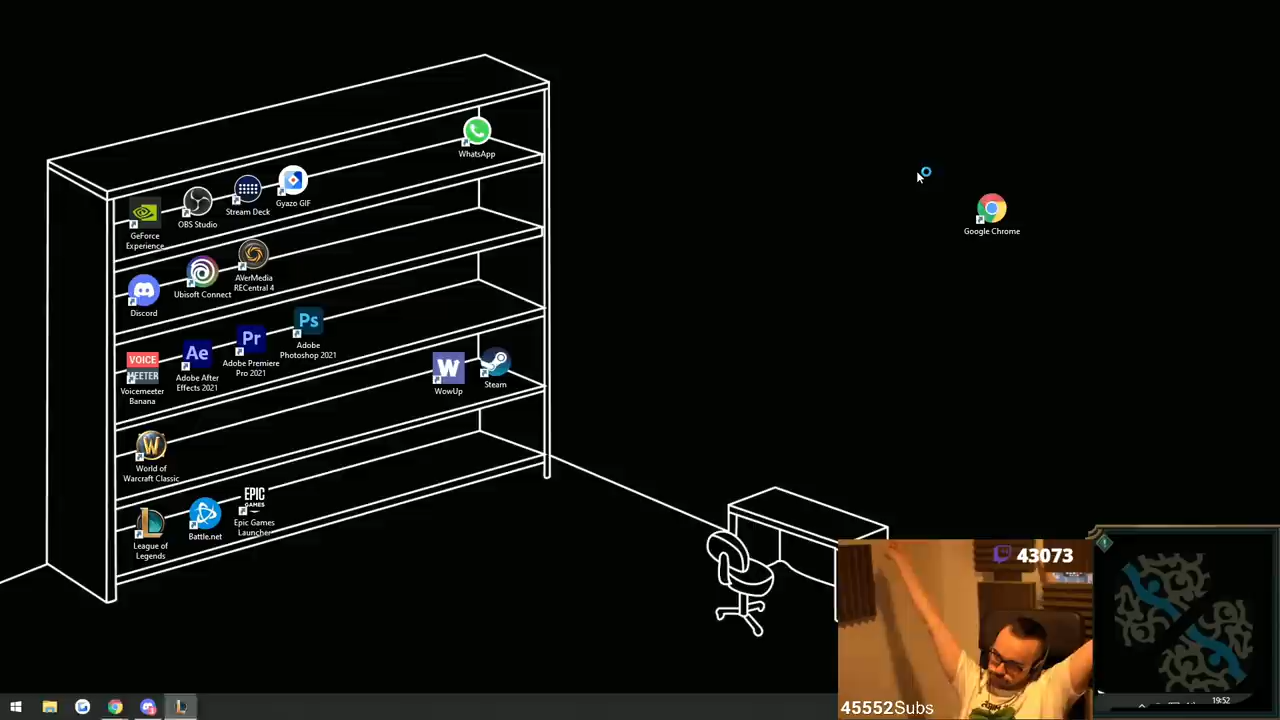 WhatsApp
GeForce
Experience
OBS Studio
Stream Deck
Gyazo GIF
Google Chrome
Discord
Ubisoft Connect
AVerMedia
RECentral 4
VOICE
MEETER
Voicemeeter
Banana
Ae
Adobe After
Effects 2021
Pr
Adobe Premiere
Pro 2021
Ps
Adobe
Photoshop 2021
W
WowUp
Steam
W
World of
Warcraft Classic
L
League of
Legends
Battle.net
EPIC
GAMES
Epic Games
Launcher
43073
45552Subs
19:52